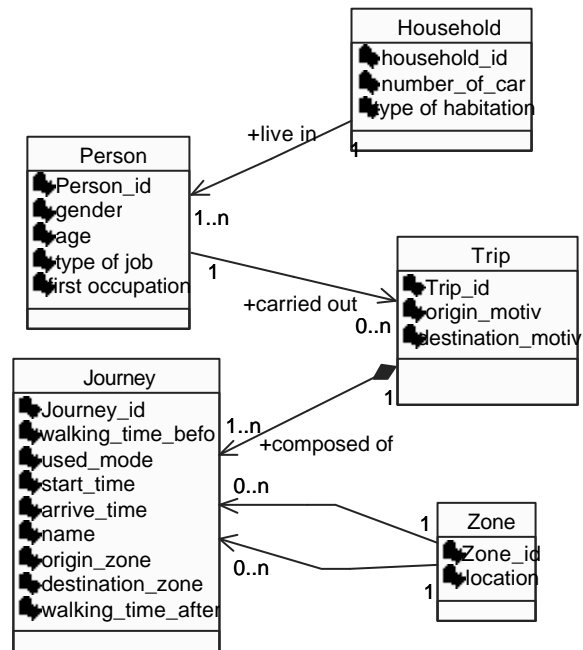 Household
household_id
number_of_car
type of habitation
1
+live in
1..n
Person
Person_id
gender
age
type of job
first occupation
1
+carried out
0..n
Trip
Trip_id
origin_motiv
destination_motiv
1
1..n
+composed of
Journey
Journey_id
walking_time_befo
used_mode
start_time
arrive_time
name
origin_zone
destination_zone
walking_time_after
0..n
1
0..n
1
Zone
Zone_id
location